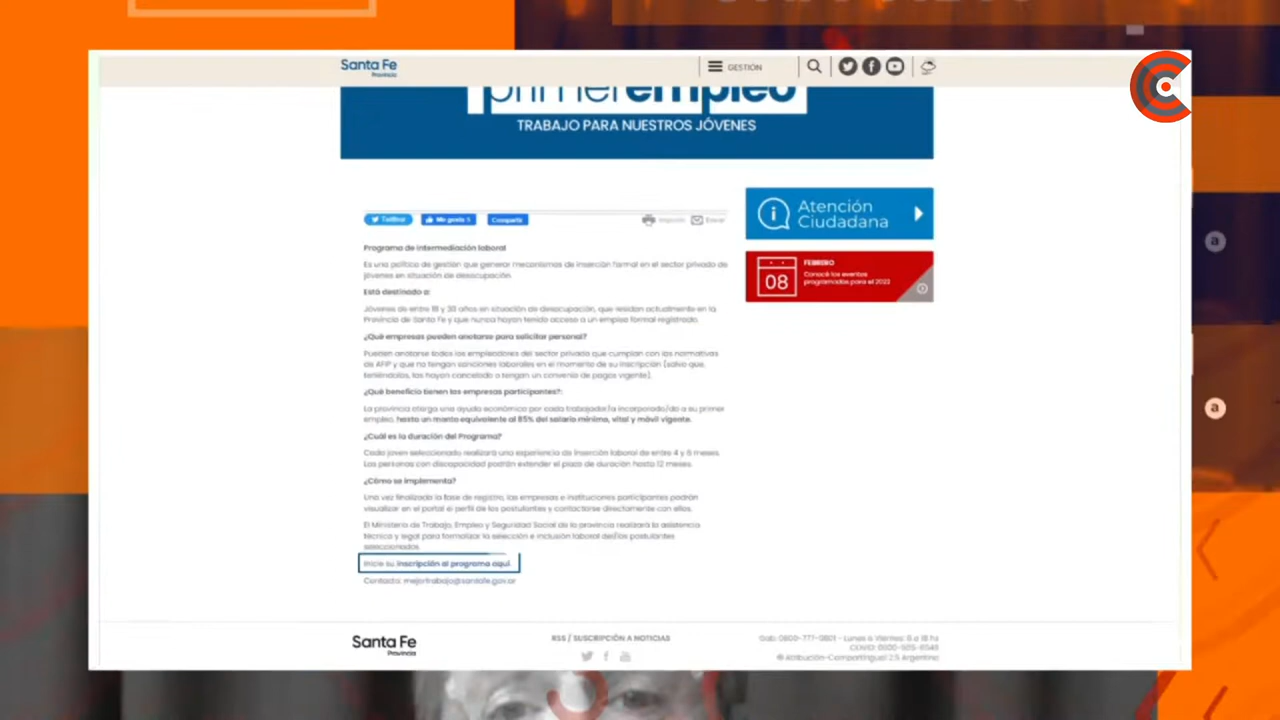 Santa Fe
Provincia
GESTIÓN
primerempleo
TRABAJO PARA NUESTROS JÓVENES
Twittear
Me gusta 5
Compartir
Imprimir
Enviar
Atención
Ciudadana
FEBRERO
08
Conocé los eventos
programados para el 2022
Programa de intermediación laboral
Es una política de gestión que generar mecanismos de inserción formal en el sector privado de
jóvenes en situación de desocupación.
Está destinado a:
Jóvenes de entre 18 y 30 años en situación de desocupación, que residan actualmente en la
Provincia de Santa Fe y que nunca hayan tenido acceso a un empleo formal registrado.
¿Qué empresas pueden anotarse para solicitar personal?
Pueden anotarse todos los empleadores del sector privado que cumplan con las normativas
de AFIP y que no tengan sanciones laborales en el momento de su inscripción (salvo que,
teniéndolas, las hayan cancelado o tengan un convenio de pagos vigente).
¿Qué beneficio tienen las empresas participantes?:
La provincia otorga una ayuda económica por cada trabajador/a incorporado/da a su primer
empleo, hasta un monto equivalente al 85% del salario mínimo, vital y móvil vigente.
¿Cuál es la duración del Programa?
Cada joven seleccionado realizará una experiencia de inserción laboral de entre 4 y 6 meses.
Las personas con discapacidad podrán extender el plazo de duración hasta 12 meses.
¿Cómo se implementa?
Una vez finalizada la fase de registro, las empresas e instituciones participantes podrán
visualizar en el portal el perfil de los postulantes y contactarse directamente con ellos.
El Ministerio de Trabajo, Empleo y Seguridad Social de la provincia realizará la asistencia
técnica y legal para formalizar la selección e inclusión laboral del/los postulantes
seleccionados.
Inicie su inscripción al programa aquí
Contacto: mejortrabajo@santafe.gov.ar
Santa Fe
Provincia
RSS / SUSCRIPCIÓN A NOTICIAS
Gob: 0800-777-0801 - Lunes a Viernes: 8 a 18 hs
Atribución-CompartirIgual 2.5 Argentina
a
a